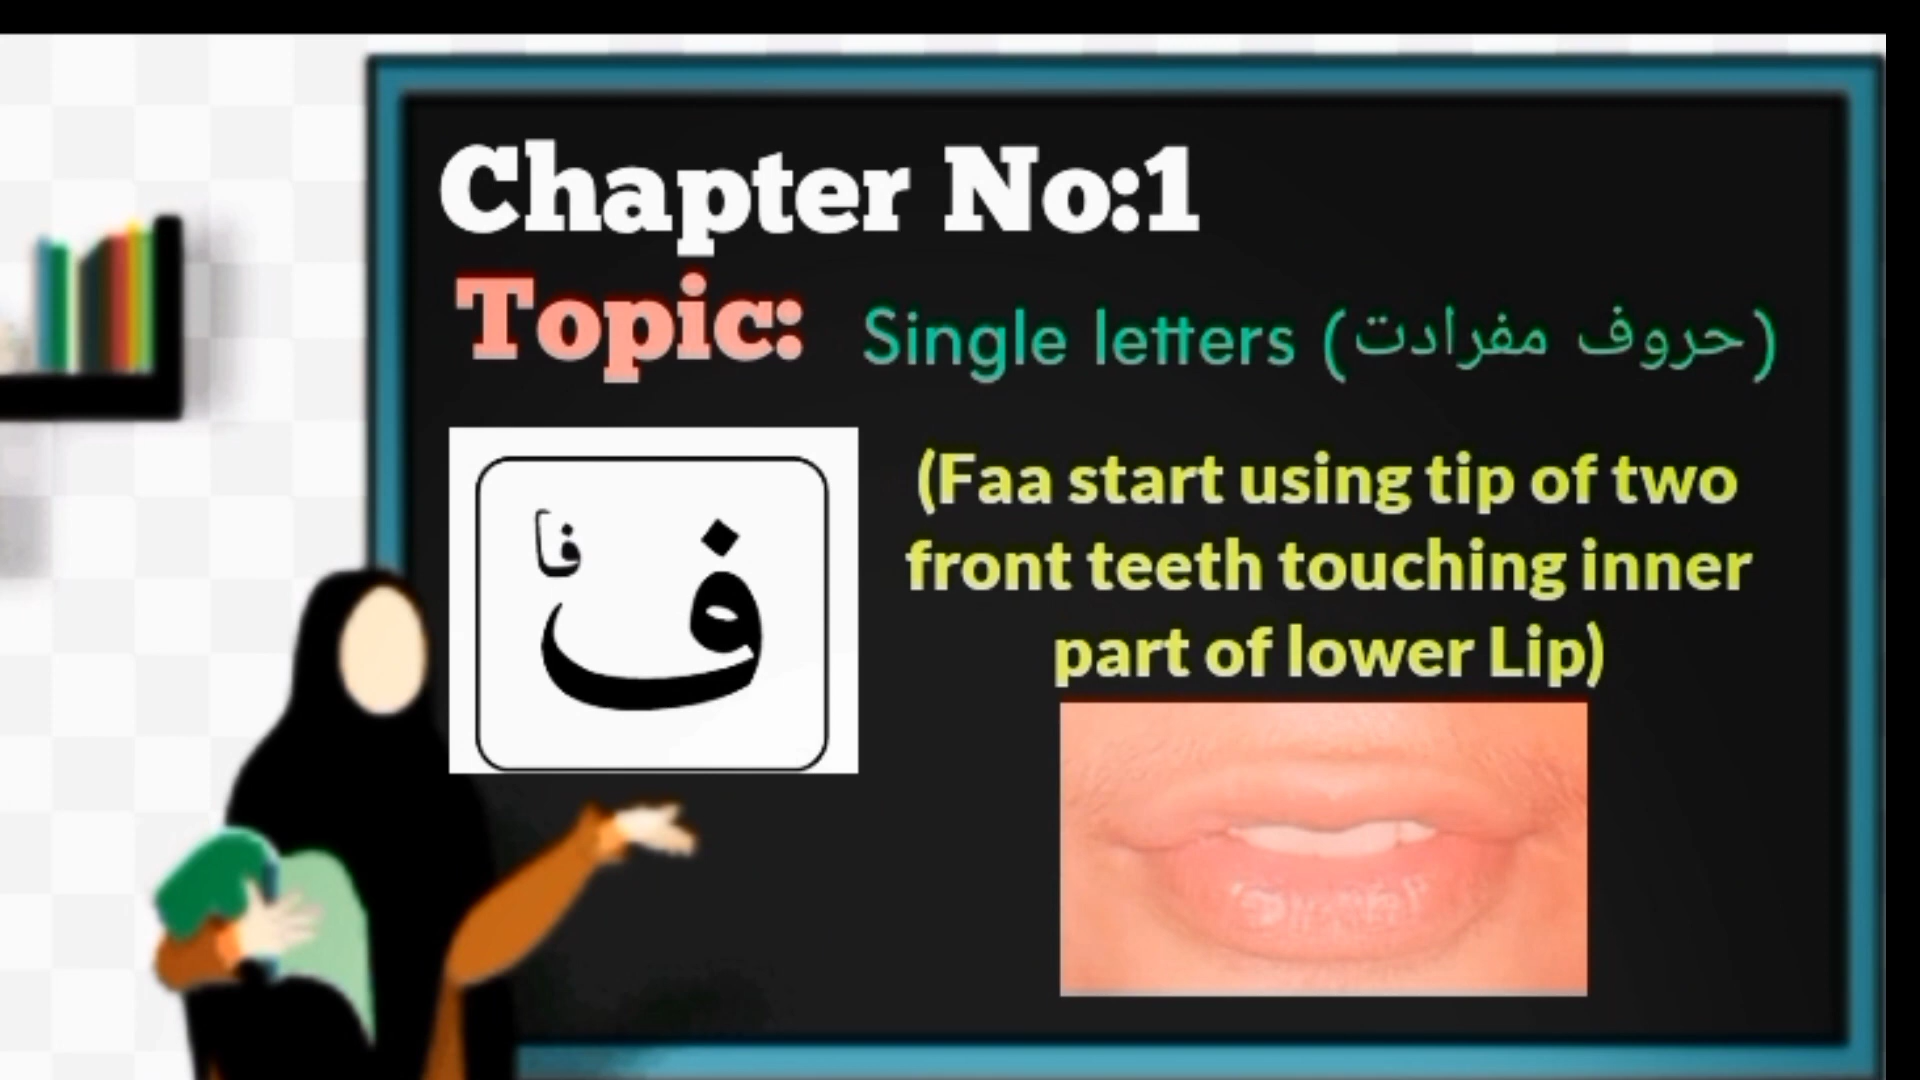 Chapter No:1
Topic: Single letters (حروف مفرادت)
فا
ف
(Faa start using tip of two
front teeth touching inner
part of lower Lip)